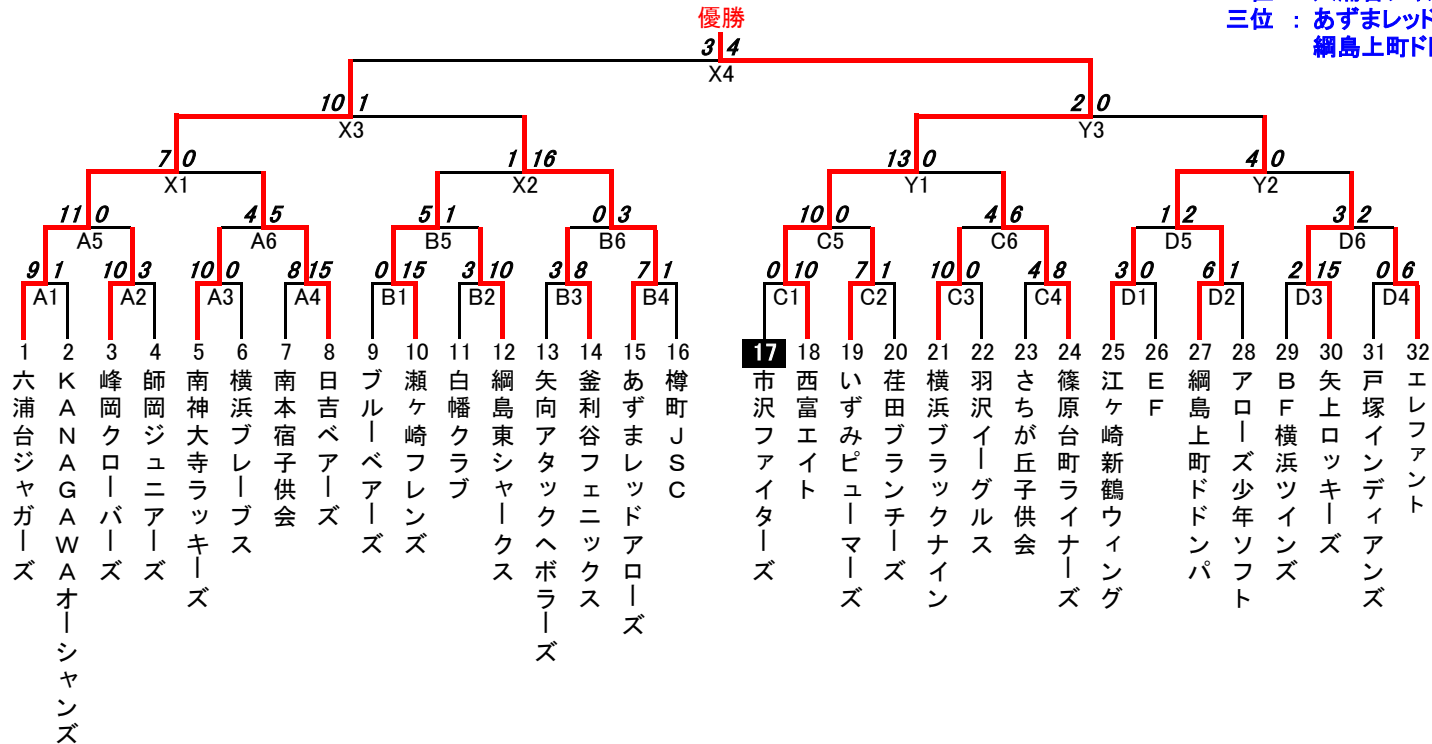 優勝
三位 : あずまレッド
綱島上町ド
3 4
X4
10 1
X3
2 0
Y3
7 0
X1
1 16
X2
13 0
Y1
4 0
Y2
11 0
A5
4 5
A6
5 1
B5
0 3
B6
10 0
C5
4 6
C6
1 2
D5
3 2
D6
9 1
A1
10 3
A2
10 0
A3
8 15
A4
0 15
B1
3 10
B2
3 8
B3
7 1
B4
0 10
C1
7 1
C2
10 0
C3
4 8
C4
3 0
D1
6 1
D2
2 15
D3
0 6
D4
1 六浦台ジャガーズ
2 KANAGAWAオーシャンズ
3 峰岡クローバーズ
4 師岡ジュニアーズ
5 南神大寺ラッキーズ
6 横浜ブレーブス
7 南本宿子供会
8 日吉ベアーズ
9 ブルーベアーズ
10 瀬ヶ崎フレンズ
11 白幡クラブ
12 綱島東シャークス
13 矢向アタックヘボラーズ
14 釜利谷フェニックス
15 あずまレッドアローズ
16 樽町JSC
17 市沢ファイターズ
18 西富エイト
19 いずみピューマーズ
20 荏田ブランチーズ
21 横浜ブラックナイン
22 羽沢イーグルス
23 さちが丘子供会
24 篠原台町ライナーズ
25 江ヶ崎新鶴ウィング
26 EF
27 綱島上町ドドンパ
28 アローズ少年ソフト
29 BF横浜ツインズ
30 矢上ロッキーズ
31 戸塚インディアンズ
32 エレファント